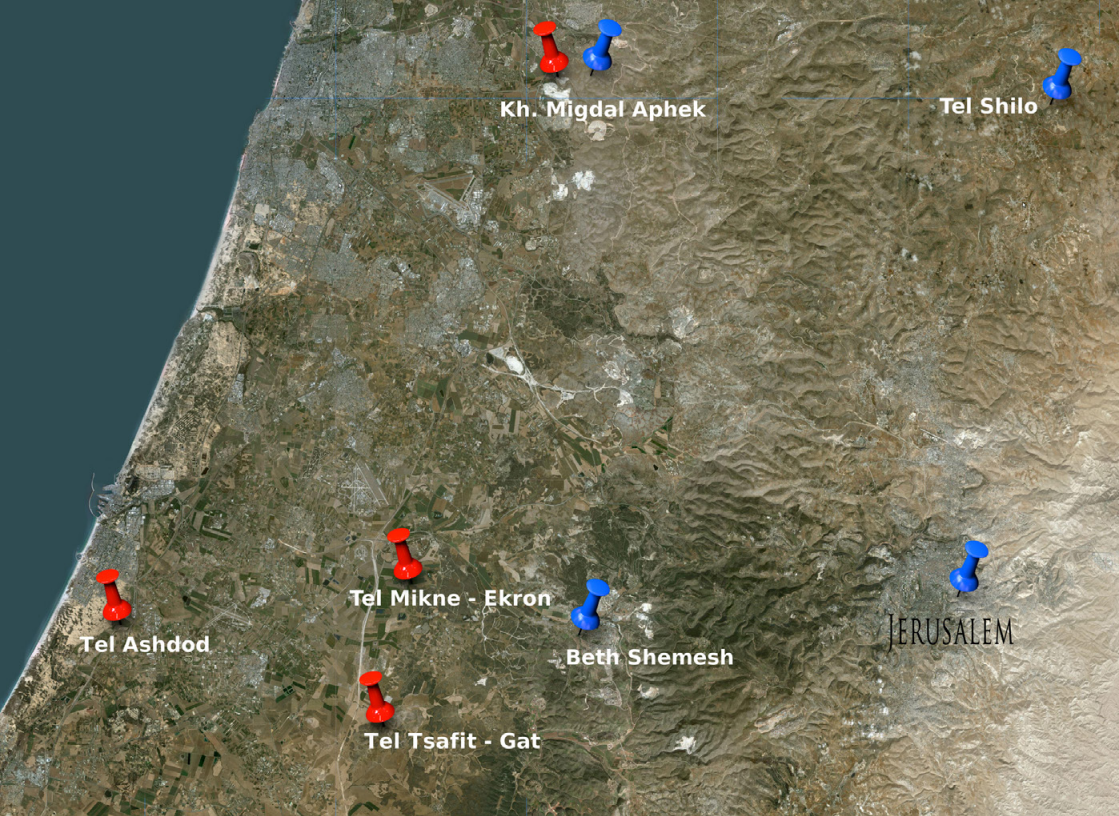 Kh. Migdal Aphek
Tel Shilo
Tel Mikne - Ekron
Beth Shemesh
JERUSALEM
Tel Ashdod
Tel Tsafit - Gat